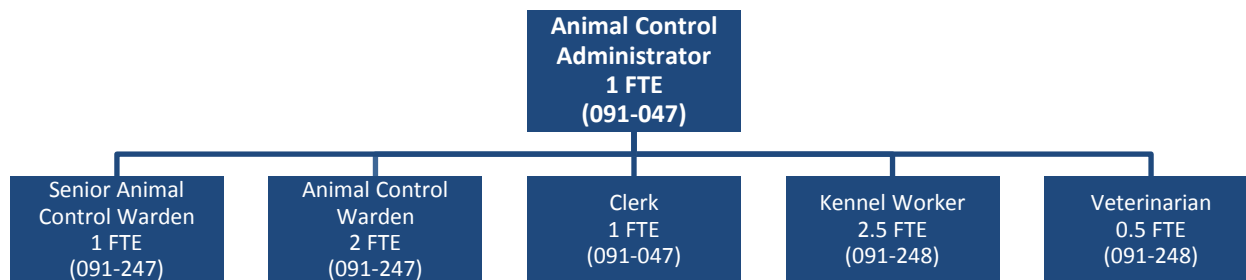 Animal Control
Administrator
1 FTE
(091-047)
Senior Animal
Control Warden
1 FTE
(091-247)
Animal Control
Warden
2 FTE
(091-247)
Clerk
1 FTE
(091-047)
Kennel Worker
2.5 FTE
(091-248)
Veterinarian
0.5 FTE
(091-248)